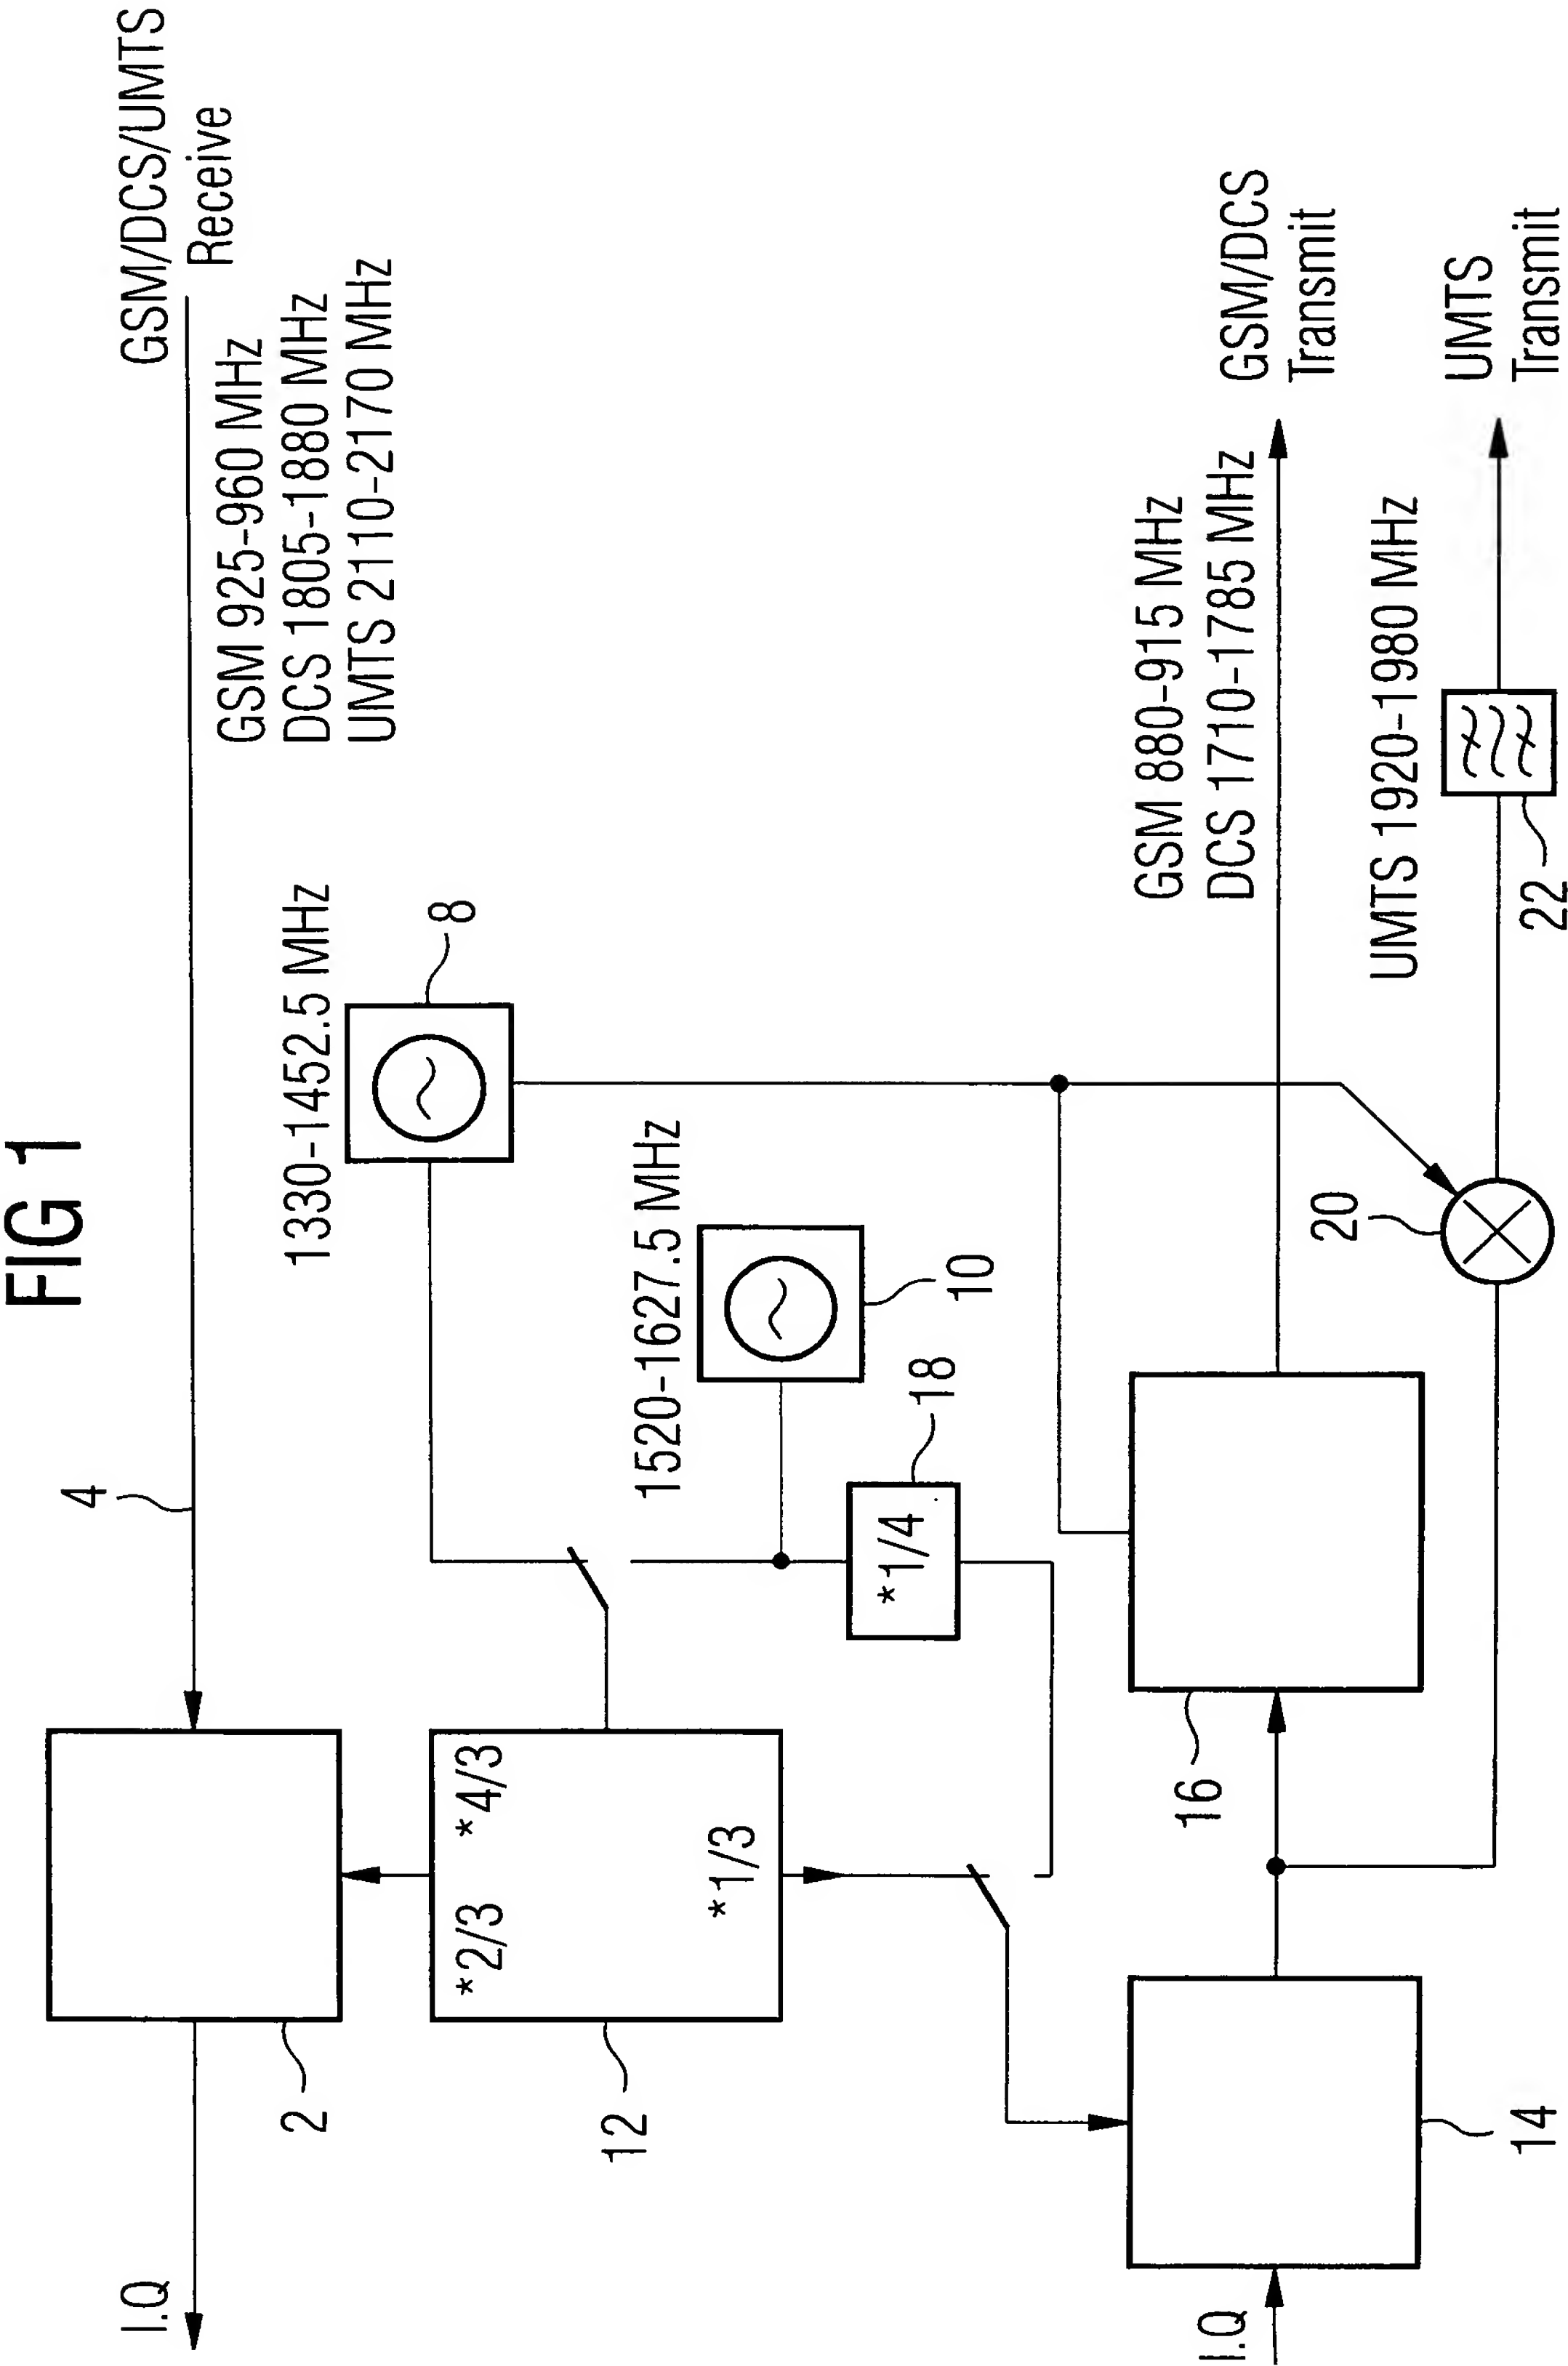 FIG 1
GSM/DCS/UMTS
Receive
4
GSM 925-960 MHz
DCS 1805-1880 MHz
UMTS 2110-2170 MHz
I.Q
2
1330-1452.5 MHz
8
*2/3
*4/3
*1/3
12
1520-1627.5 MHz
10
*1/4
18
GSM 880-915 MHz
DCS 1710-1785 MHz
GSM/DCS
Transmit
16
I.Q
14
20
UMTS 1920-1980 MHz
22
UMTS
Transmit